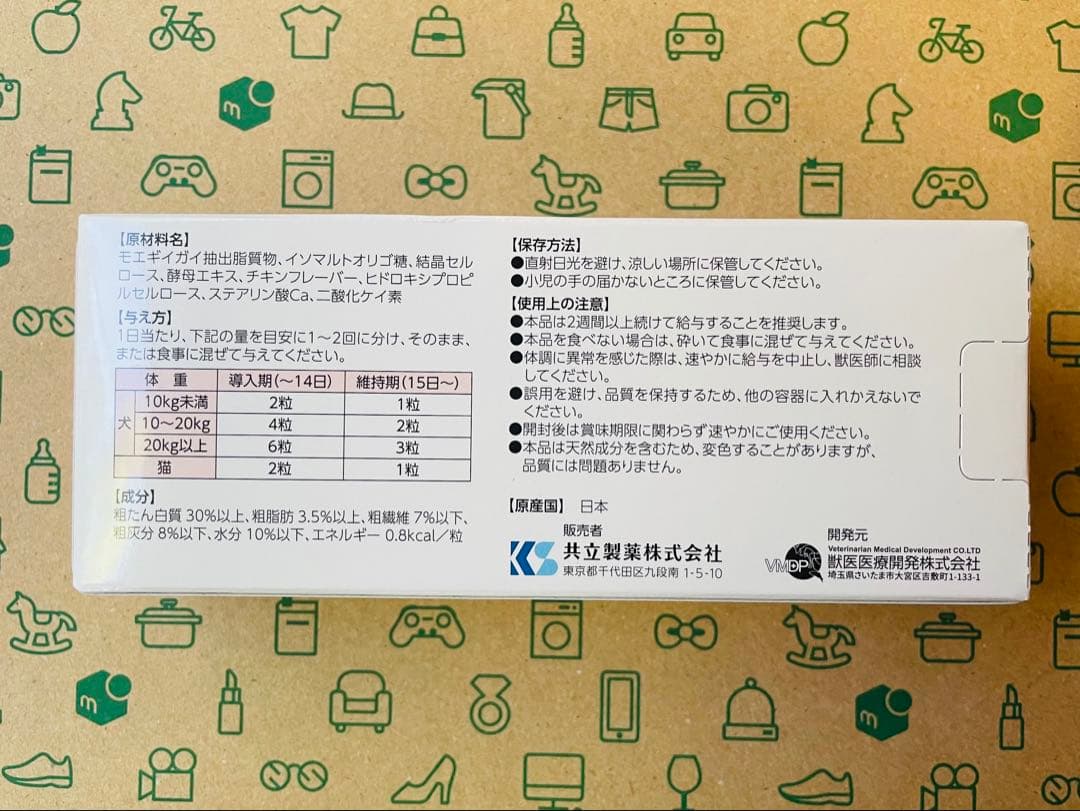 【原材料名】
モエギイガイ抽出脂質物、イソマルトオリゴ糖、結晶セル
ロース、酵母エキス、チキンフレーバー、ヒドロキシプロピ
ルセルロース、ステアリン酸Ca、二酸化ケイ素
【与え方】
1日当たり、下記の量を目安に1～2回に分け、そのまま、
または食事に混ぜて与えてください。
体 重 導入期(～14日) 維持期(15日～)
犬 10kg未満 2粒 1粒
10～20kg 4粒 2粒
20kg以上 6粒 3粒
猫 2粒 1粒
【成分】
粗たん白質 30%以上、粗脂肪 3.5%以上、粗繊維 7%以下、
粗灰分 8%以下、水分 10%以下、エネルギー 0.8kcal／粒
【保存方法】
●直射日光を避け、涼しい場所に保管してください。
●小児の手の届かないところに保管してください。
【使用上の注意】
●本品は2週間以上続けて給与することを推奨します。
●本品を食べない場合は、砕いて食事に混ぜて与えてください。
●体調に異常を感じた際は、速やかに給与を中止し、獣医師に相談
してください。
●誤用を避け、品質を保持するため、他の容器に入れかえないで
ください。
●開封後は賞味期限に関わらず速やかにご使用ください。
●本品は天然成分を含むため、変色することがありますが、
品質には問題ありません。
【原産国】 日本
販売者
KS 共立製薬株式会社
東京都千代田区九段南 1-5-10
開発元
VMDP
Veterinarian Medical Development CO.LTD
獣医医療開発株式会社
埼玉県さいたま市大宮区吉敷町1-133-1
m
m
m
m